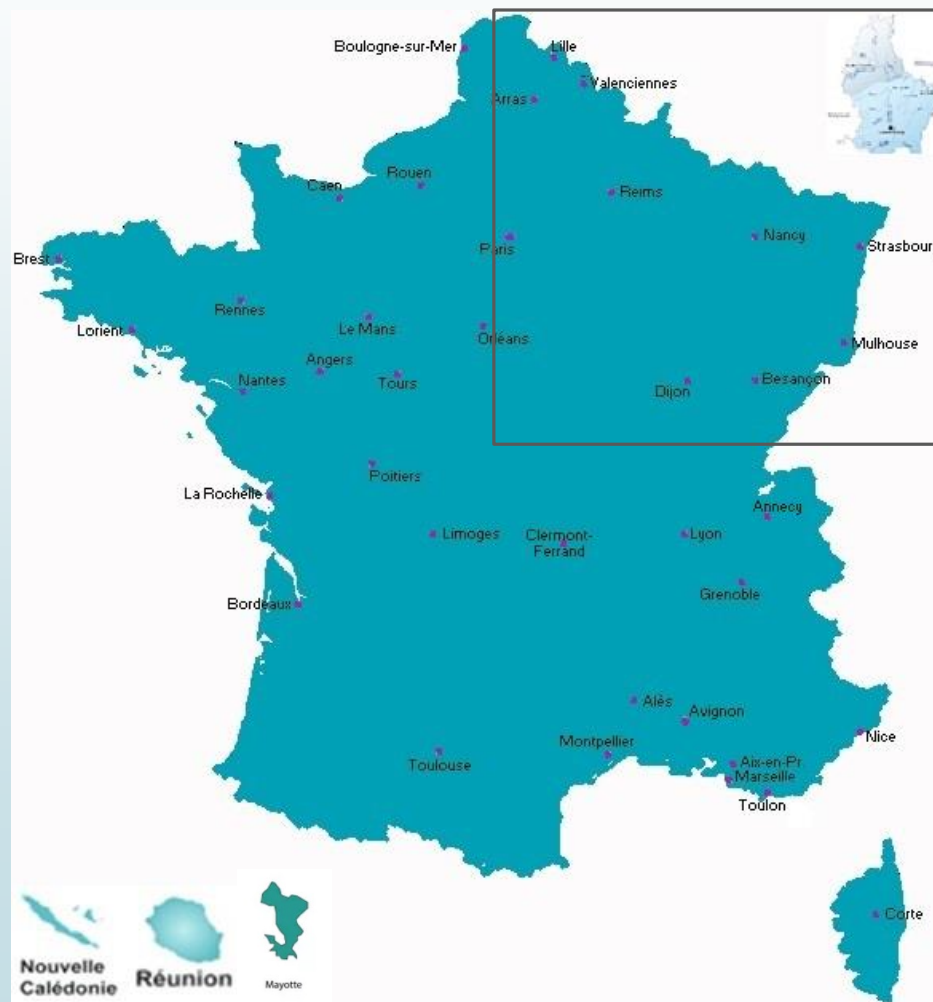 Boulogne-sur-Mer
Lille
Valenciennes
Arras
Rouen
Caen
Reims
Paris
Nancy
Strasbour
Brest
Rennes
Le Mans
Orléans
Lorient
Mulhouse
Angers
Tours
Nantes
Dijon
Besançon
Poitiers
La Rochelle
Annecy
Limoges
Clermont-
Ferrand
Lyon
Grenoble
Bordeaux
Alès
Avignon
Nice
Montpellier
Toulouse
Aix-en-Pr
Marseille
Toulon
Corte
Nouvelle
Calédonie
Réunion
Mayotte